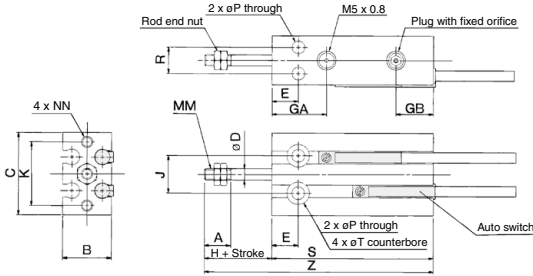 2 x øP through
M5 x 0.8
Rod end nut
Plug with fixed orifice
R
E
GA
GB
4 x NN
MM
øD
C
K
J
B
A
E
S
H + Stroke
Z
2 x øP through
4 x øT counterbore
Auto switch